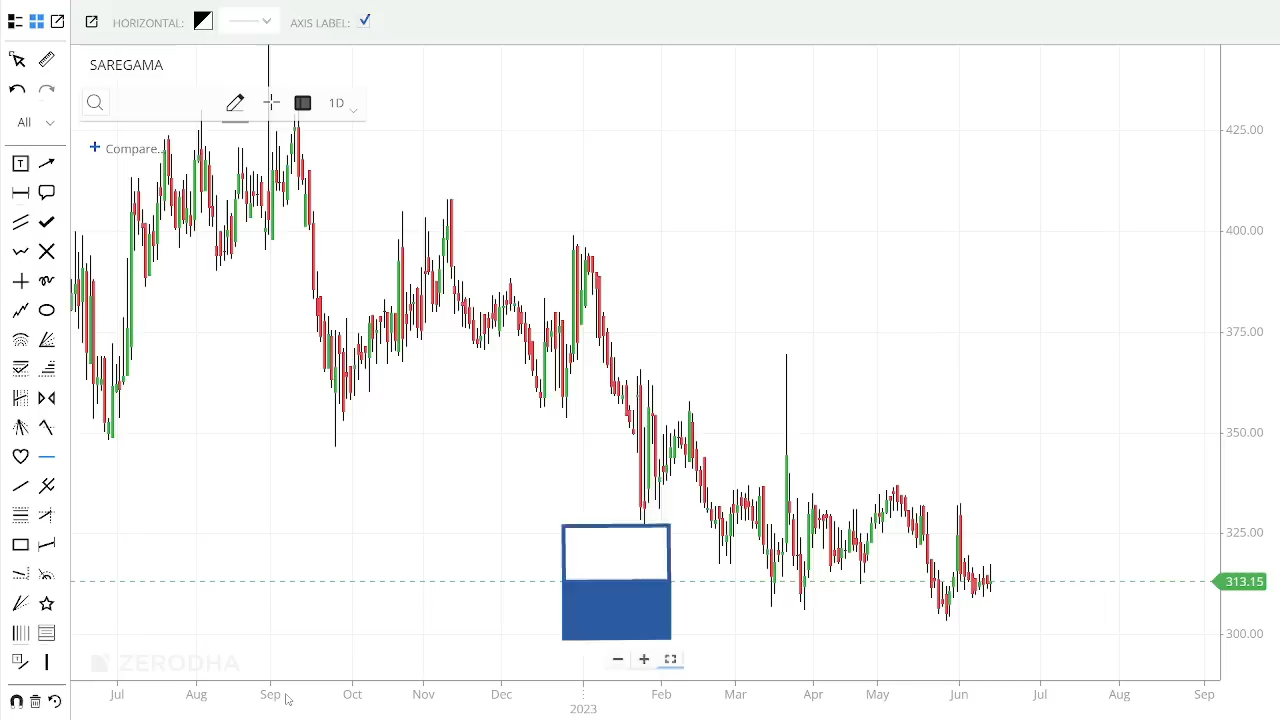 HORIZONTAL: AXIS LABEL:
SAREGAMA
1D
All
Compare...
T
425.00
400.00
375.00
350.00
325.00
313.15
300.00
ZERODHA
Jul Aug Sep Oct Nov Dec Feb Mar Apr May Jun Jul Aug Sep
2023